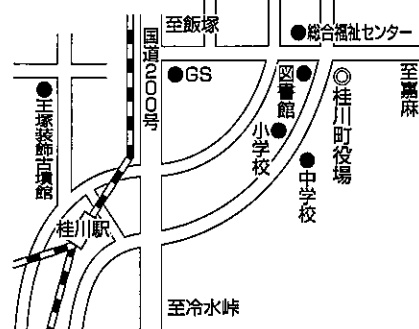 至飯塚
国道200号
●総合福祉センター
●GS
図書館
◎桂川町役場
至嘉麻
●王塚装飾古墳館
小学校
●中学校
桂川駅
至冷水峠